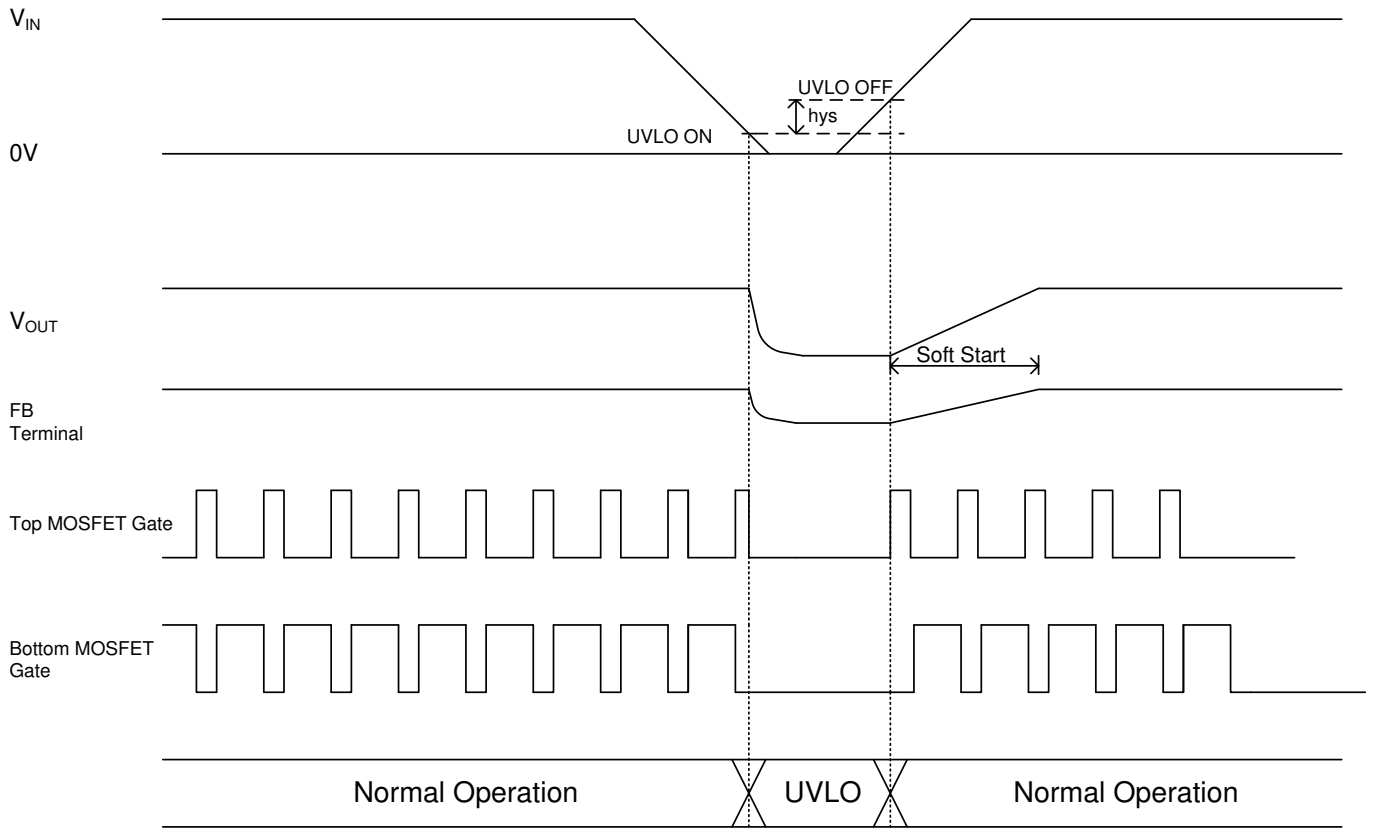 VIN
UVLO OFF
hys
UVLO ON
0V
VOUT
Soft Start
FB
Terminal
Top MOSFET Gate
Bottom MOSFET
Gate
Normal Operation
UVLO
Normal Operation